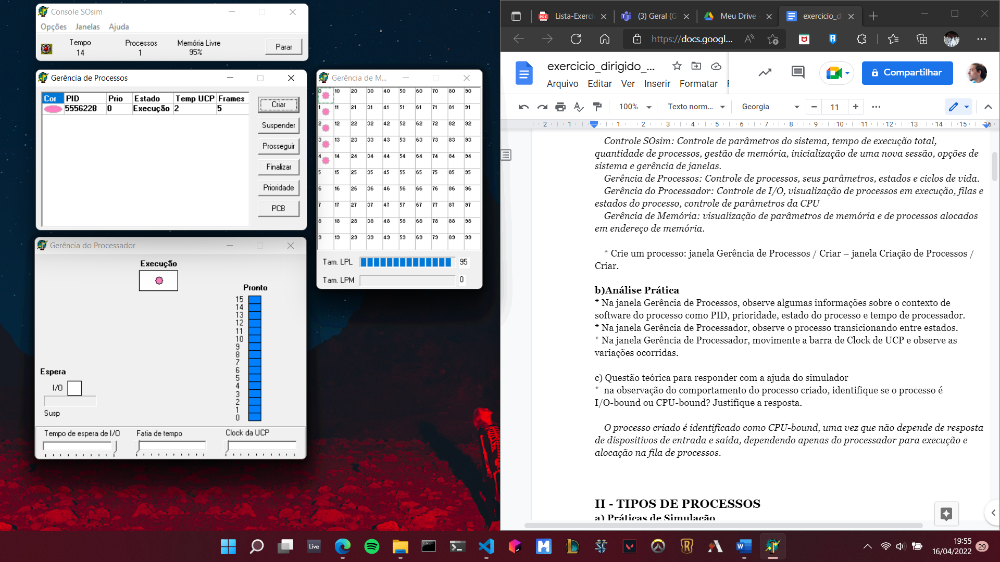 Console SOsim
Opções Janelas Ajuda
Tempo Processos Memória Livre
14 1 95%
Parar
Gerência de Processos
Cor PID Prio Estado Temp UCP Frames
5556228 0 Execução 2 5
Criar
Suspender
Prosseguir
Finalizar
Prioridade
PCB
Gerência de M...
0 10 20 30 40 50 60 70 80 90
1 11 21 31 41 51 61 71 81 91
2 12 22 32 42 52 62 72 82 92
3 13 23 33 43 53 63 73 83 93
4 14 24 34 44 54 64 74 84 94
5 15 25 35 45 55 65 75 85 95
6 16 26 36 46 56 66 76 86 96
7 17 27 37 47 57 67 77 87 97
8 18 28 38 48 58 68 78 88 98
9 19 29 39 49 59 69 79 89 99
Tam. LPL 95
Tam. LPM 0
Gerência do Processador
Execução
Pronto
15
14
13
12
11
10
9
8
7
6
5
4
3
2
1
0
Espera
I/O
Susp
Tempo de espera de I/O Fatia de tempo Clock da UCP
PDF Lista-Exerci (3) Geral (G Meu Drive - exercicio_di
https://docs.googl...
exercicio_dirigido_...
Arquivo Editar Ver Inserir Formatar F
Compartilhar
100% Texto norm... Georgia 11
2 1 1 2 3 4 5 6 7 8 9 10 11 12 13 14 15 16
Controle SOsim: Controle de parâmetros do sistema, tempo de execução total,
quantidade de processos, gestão de memória, inicialização de uma nova sessão, opções de
sistema e gerência de janelas.
Gerência de Processos: Controle de processos, seus parâmetros, estados e ciclos de vida.
Gerência do Processador: Controle de I/O, visualização de processos em execução, filas e
estados do processo, controle de parâmetros da CPU
Gerência de Memória: visualização de parâmetros de memória e de processos alocados
em endereço de memória.
* Crie um processo: janela Gerência de Processos / Criar – janela Criação de Processos /
Criar.
b)Análise Prática
* Na janela Gerência de Processos, observe algumas informações sobre o contexto de
software do processo como PID, prioridade, estado do processo e tempo de processador.
* Na janela Gerência de Processador, observe o processo transicionando entre estados.
* Na janela Gerência de Processador, movimente a barra de Clock de UCP e observe as
variações ocorridas.
c) Questão teórica para responder com a ajuda do simulador
* na observação do comportamento do processo criado, identifique se o processo é
I/O-bound ou CPU-bound? Justifique a resposta.
O processo criado é identificado como CPU-bound, uma vez que não depende de resposta
de dispositivos de entrada e saída, dependendo apenas do processador para execução e
alocação na fila de processos.
II - TIPOS DE PROCESSOS
a) Práticas de Simulação
Live
19:55
16/04/2022
29